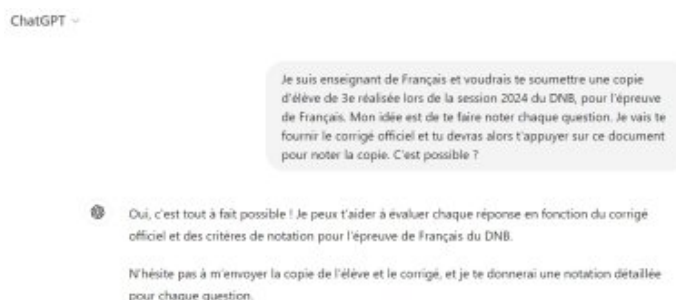 ChatGPT
Je suis enseignant de Français et voudrais te soumettre une copie
d'élève de 3e réalisée lors de la session 2024 du DNB, pour l'épreuve
de Français. Mon idée est de te faire noter chaque question. Je vais te
fournir le corrigé officiel et tu devras alors t'appuyer sur ce document
pour noter la copie. C'est possible ?
Oui, c'est tout à fait possible ! Je peux t'aider à évaluer chaque réponse en fonction du corrigé
officiel et des critères de notation pour l'épreuve de Français du DNB.
N'hésite pas à m'envoyer la copie de l'élève et le corrigé, et je te donnerai une notation détaillée
pour chaque question.